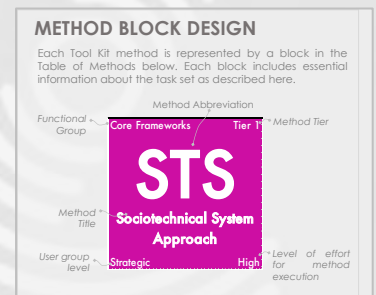 METHOD BLOCK DESIGN
Each Tool Kit method is represented by a block in the
Table of Methods below. Each block includes essential
information about the task set as described here.
Method Abbreviation
Functional
Group
Core Frameworks
Tier 1
Method Tier
STS
Method
Title
Sociotechnical System
Approach
User group
level
Strategic
High
Level of effort
for method
execution